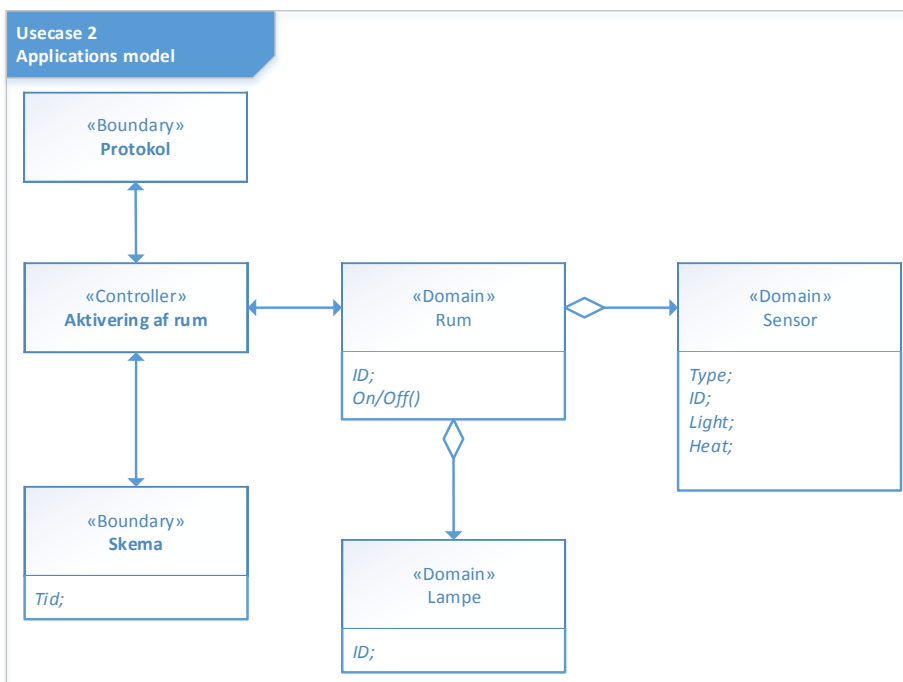 Usecase 2
Applications model
«Boundary»
Protokol
«Controller»
Aktivering af rum
«Domain»
Rum
ID;
On/Off()
«Domain»
Sensor
Type;
ID;
Light;
Heat;
«Boundary»
Skema
Tid;
«Domain»
Lampe
ID;